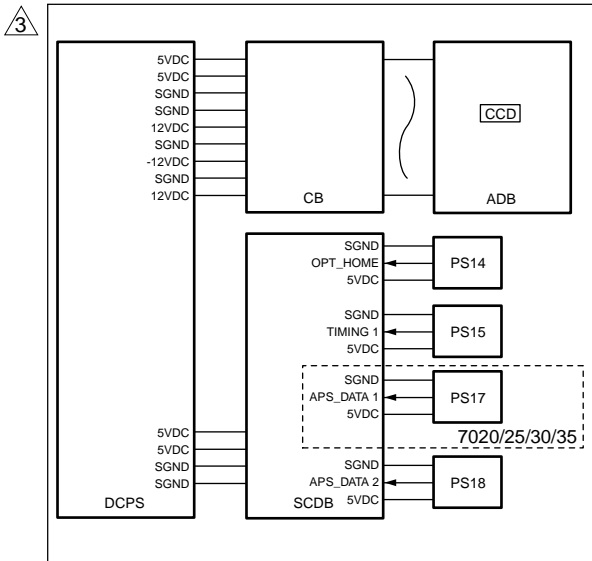 3
5VDC
5VDC
SGND
SGND
12VDC
SGND
-12VDC
SGND
12VDC
CB
CCD
ADB
SGND
OPT_HOME
5VDC
PS14
SGND
TIMING 1
5VDC
PS15
SGND
APS_DATA 1
5VDC
PS17
7020/25/30/35
5VDC
5VDC
SGND
SGND
DCPS
SGND
APS_DATA 2
5VDC
PS18
SCDB